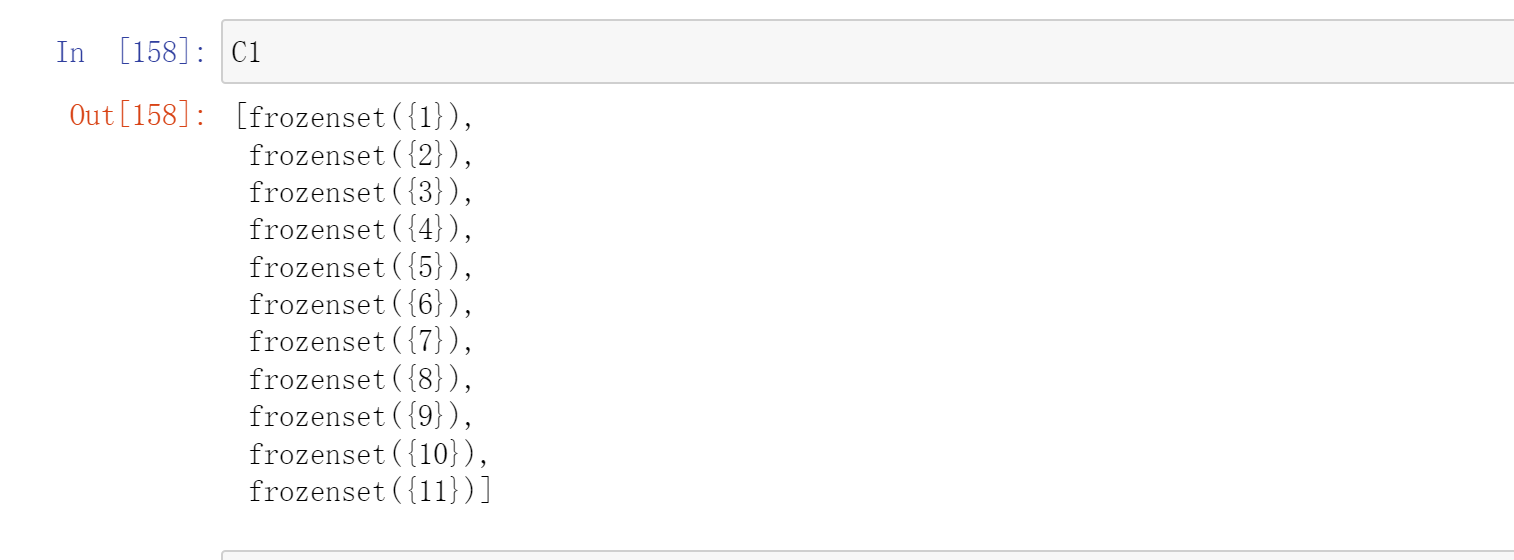 In [158]: C1
Out[158]: [frozenset({1}),
frozenset({2}),
frozenset({3}),
frozenset({4}),
frozenset({5}),
frozenset({6}),
frozenset({7}),
frozenset({8}),
frozenset({9}),
frozenset({10}),
frozenset({11})]